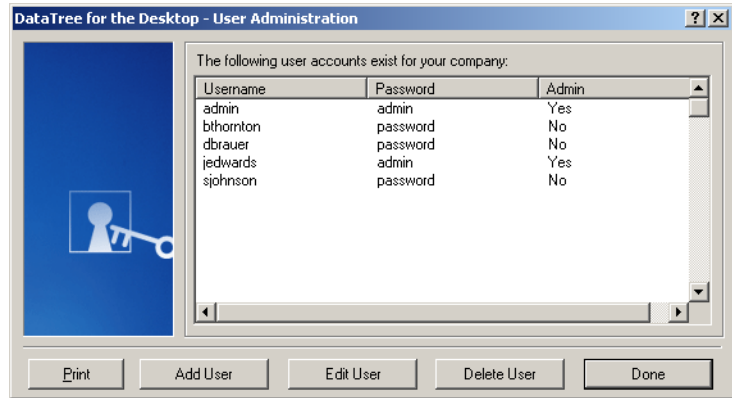 DataTree for the Desktop - User Administration
The following user accounts exist for your company:
Username Password Admin
admin admin Yes
bthornton password No
dbrauer password No
jedwards admin Yes
sjohnson password No
Print Add User Edit User Delete User Done